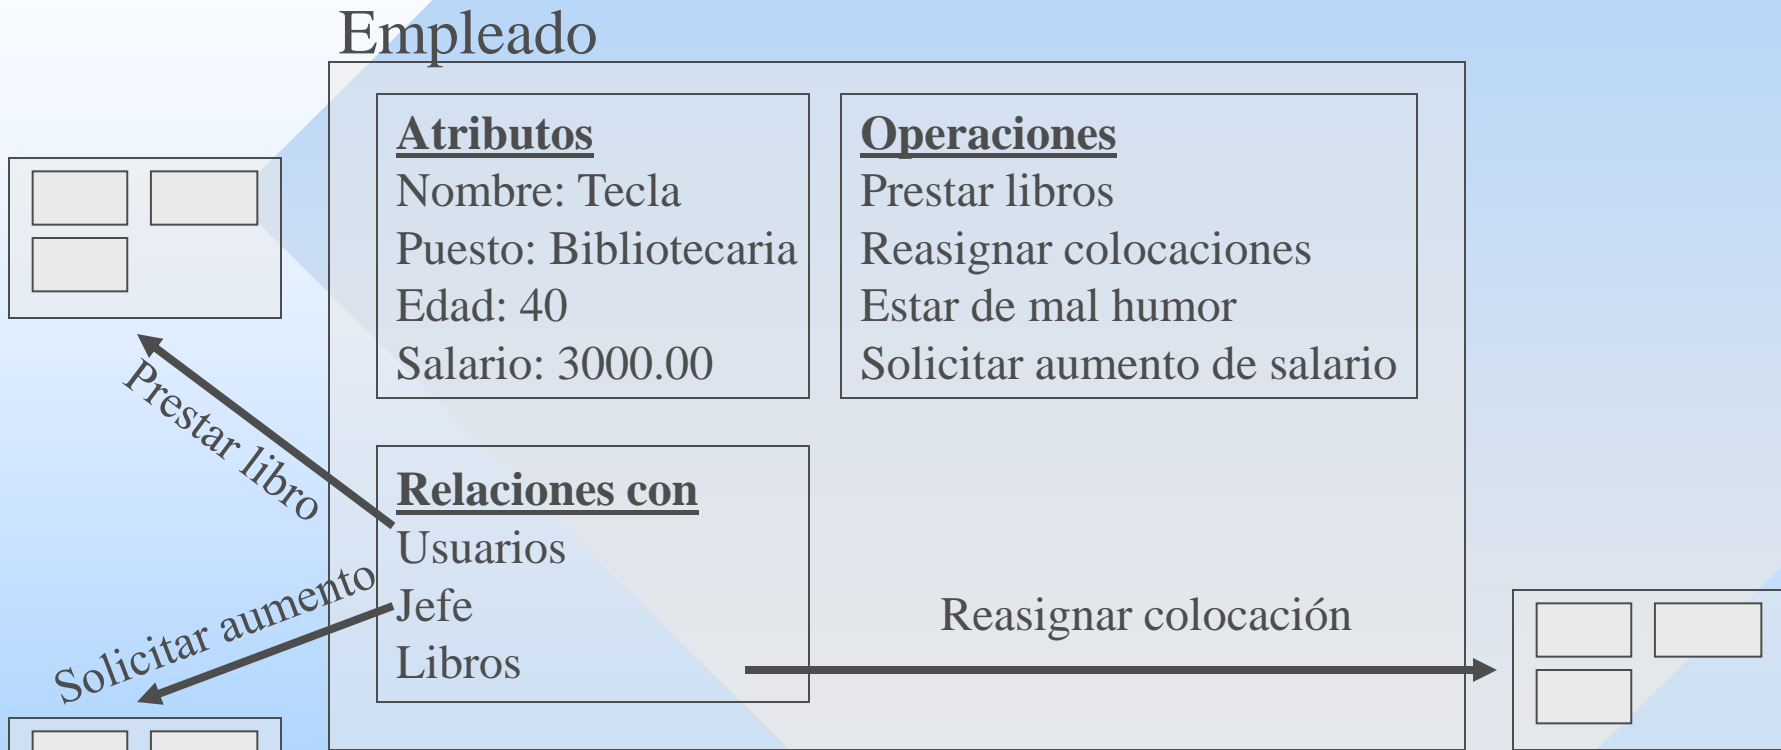 Empleado
Atributos
Nombre: Tecla
Puesto: Bibliotecaria
Edad: 40
Salario: 3000.00
Operaciones
Prestar libros
Reasignar colocaciones
Estar de mal humor
Solicitar aumento de salario
Prestar libro
Relaciones con
Usuarios
Jefe
Libros
Solicitar aumento
Reasignar colocación